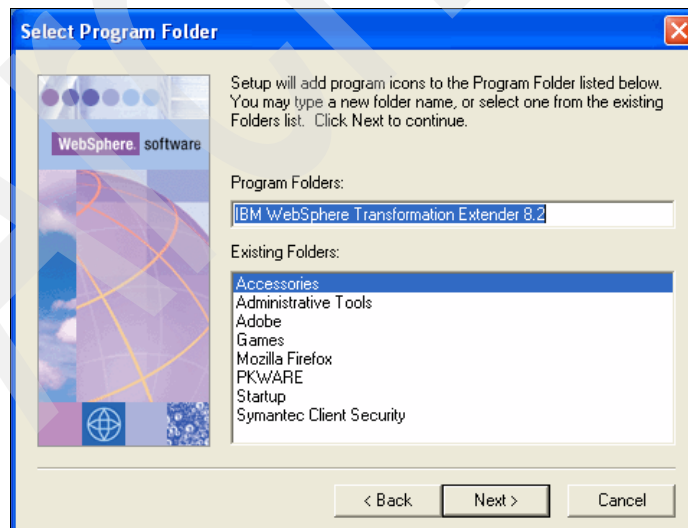 Select Program Folder
WebSphere. software
Setup will add program icons to the Program Folder listed below.
You may type a new folder name, or select one from the existing
Folders list. Click Next to continue.
Program Folders:
IBM WebSphere Transformation Extender 8.2
Existing Folders:
Accessories
Administrative Tools
Adobe
Games
Mozilla Firefox
PKWARE
Startup
Symantec Client Security
< Back
Next >
Cancel